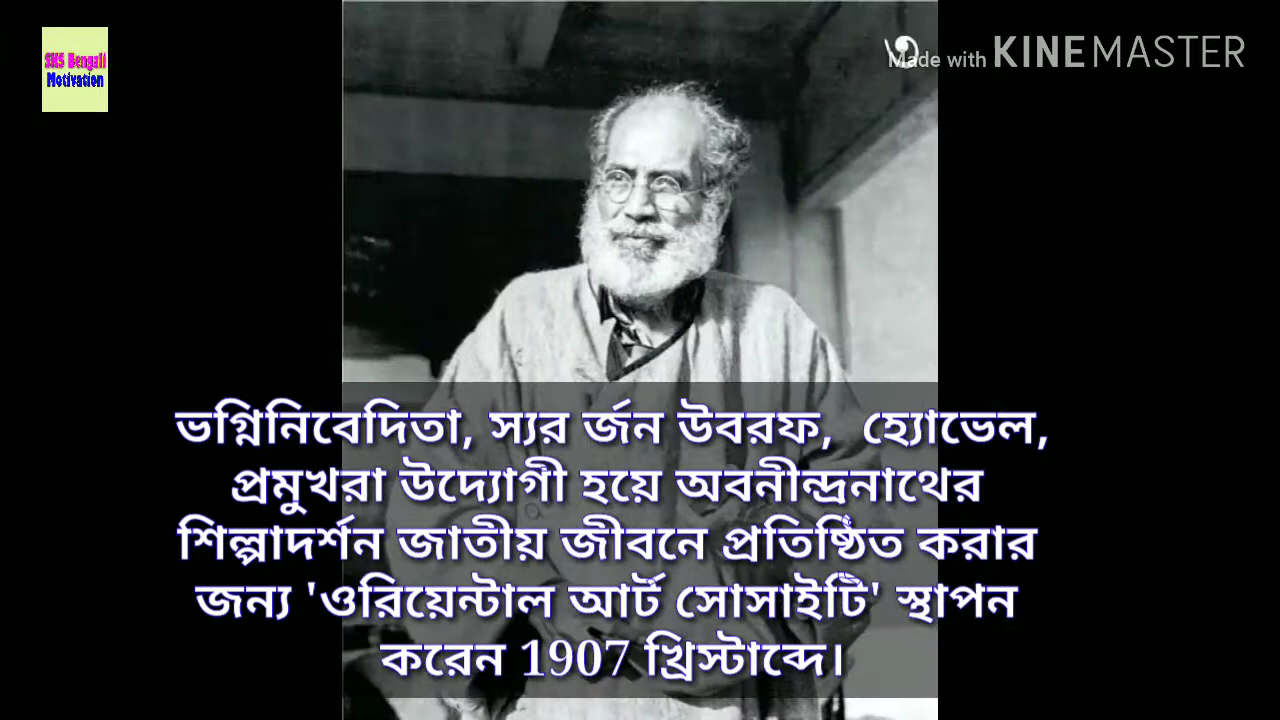 SMS Bengali
Motivation
Made with KINEMASTER
ভগ্নিনিবেদিতা, স্যর র্জন উবরফ, হ্যোভেল,
প্রমুখরা উদ্যোগী হয়ে অবনীন্দ্রনাথের
শিল্পাদর্শন জাতীয় জীবনে প্রতিষ্ঠিত করার
জন্য 'ওরিয়েন্টাল আর্ট সোসাইটি' স্থাপন
করেন 1907 খ্রিস্টাব্দে।